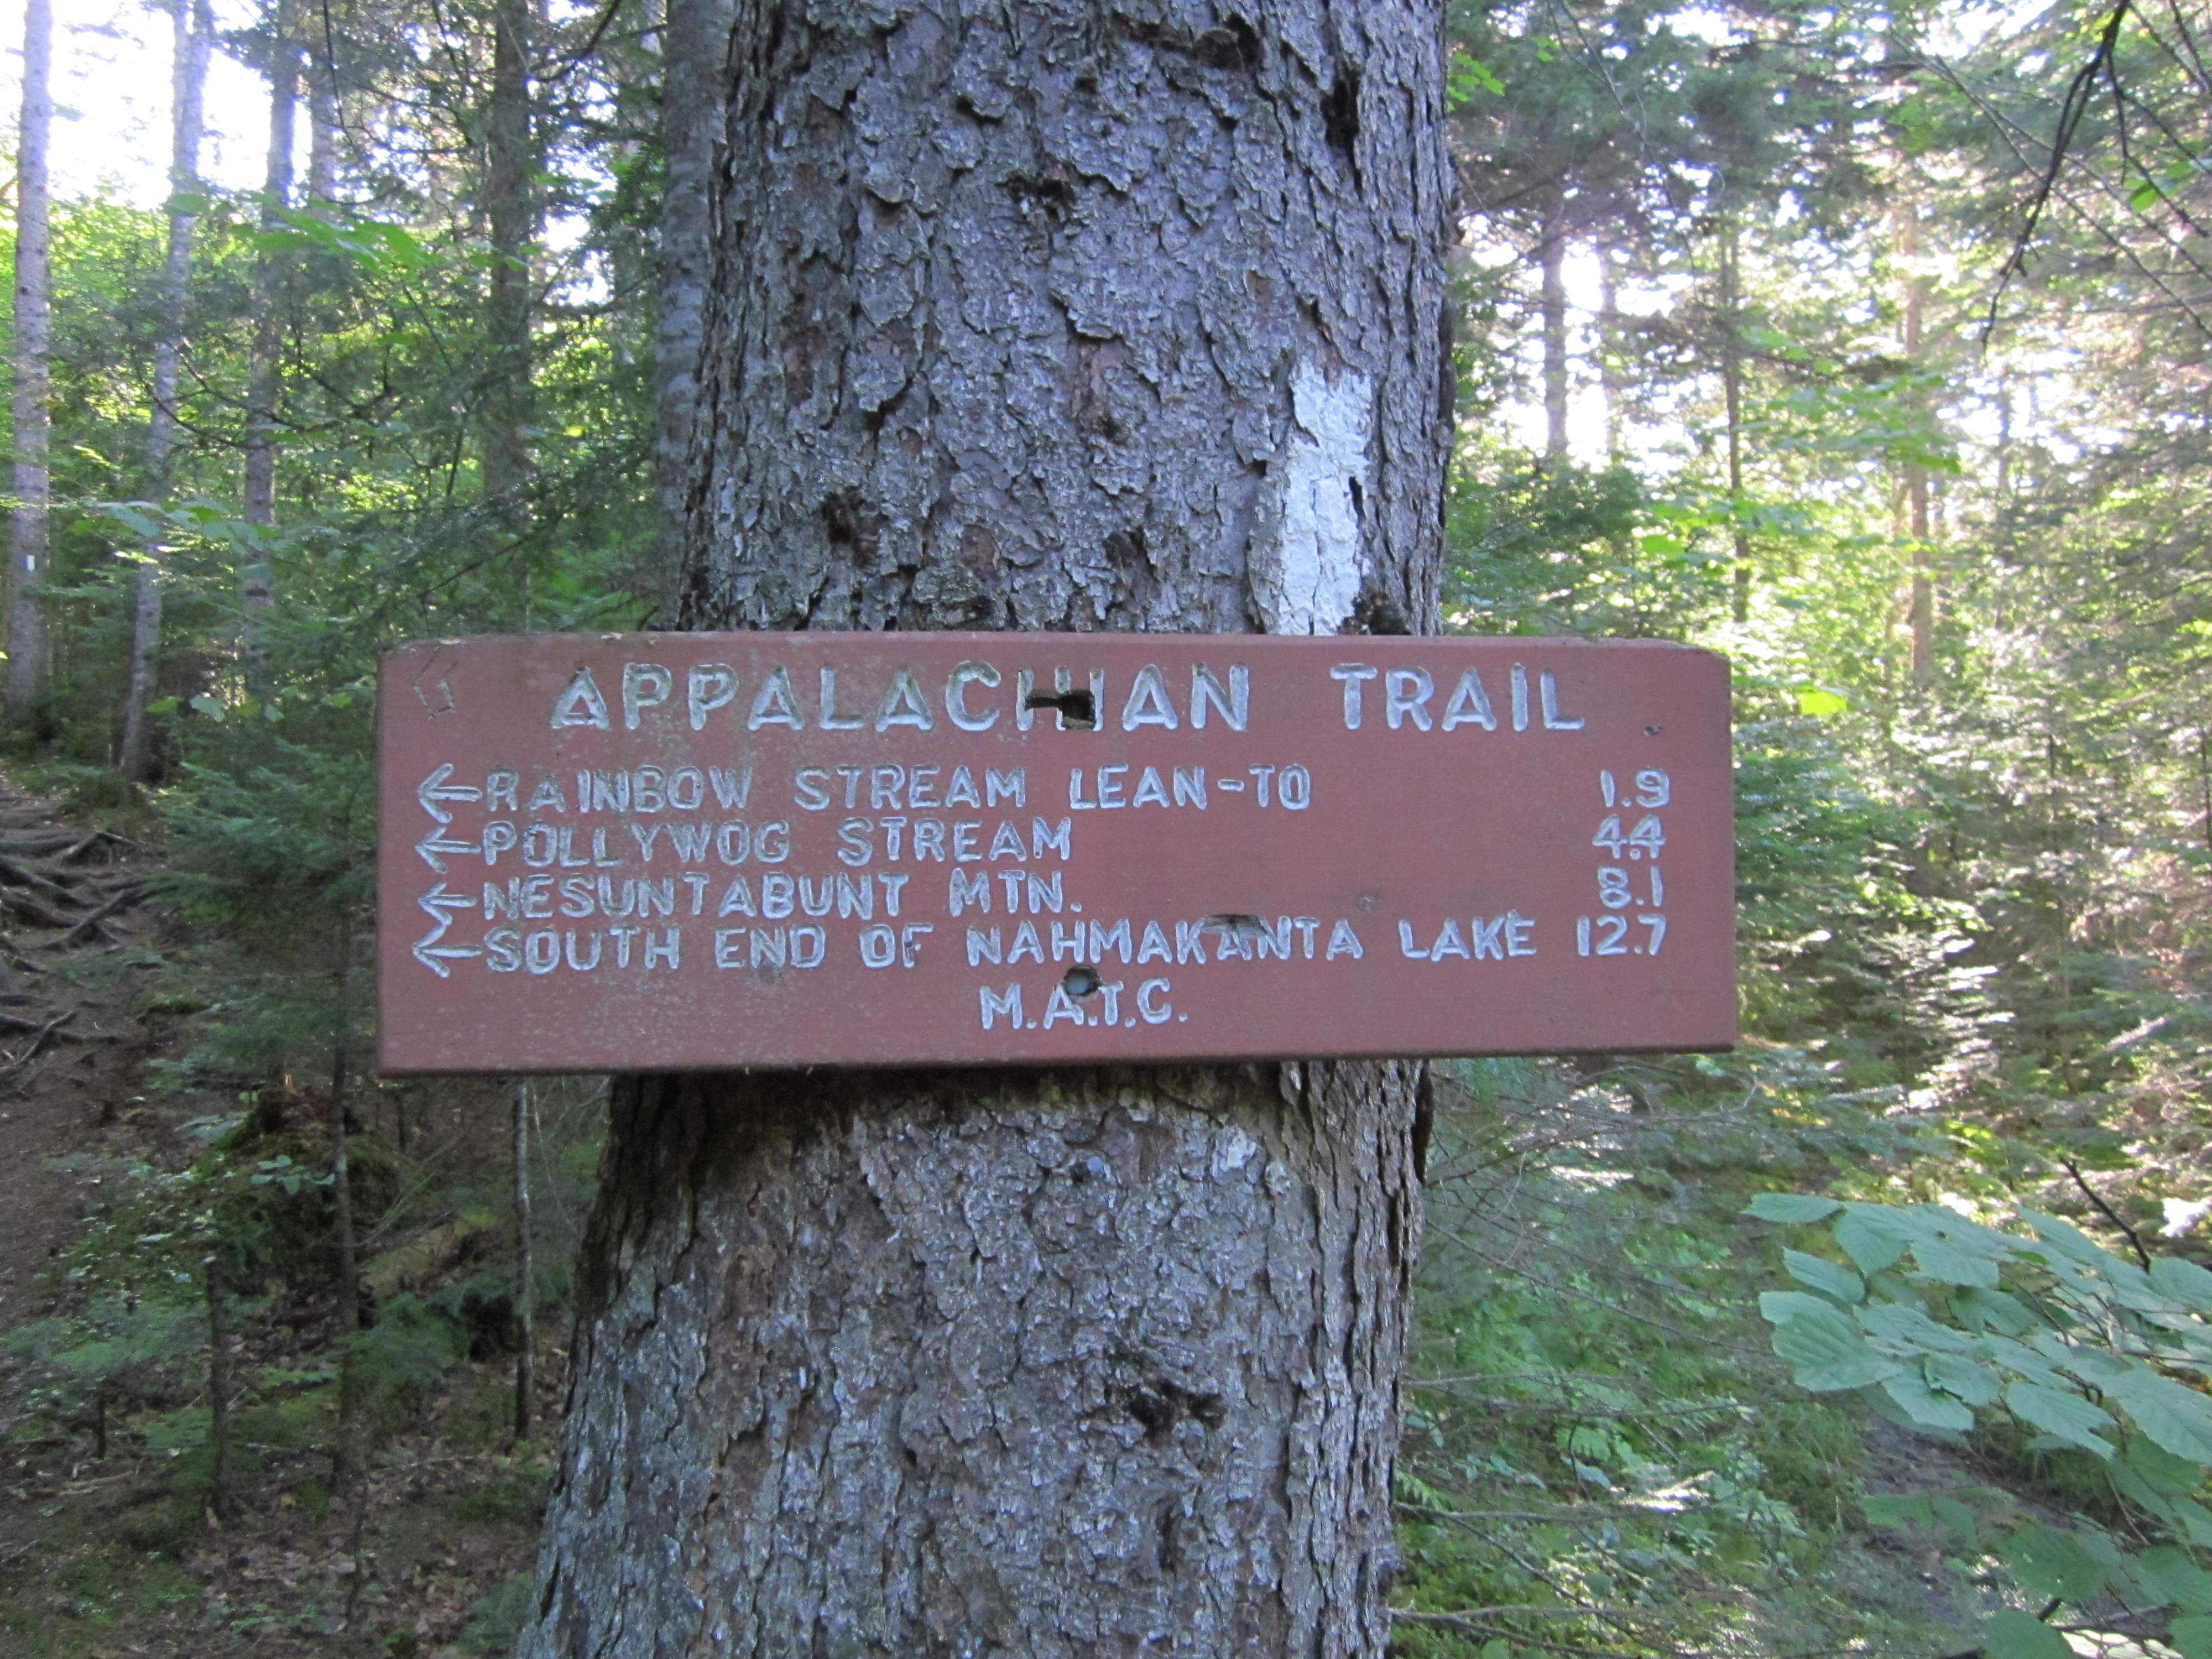 APPALACHIAN TRAIL
←RAINBOW STREAM LEAN-TO 1.9
←POLLYWOG STREAM 4.4
←NESUNTABUNT MTN. 8.1
←SOUTH END OF NAHMAKANTA LAKE 12.7
M.A.T.C.